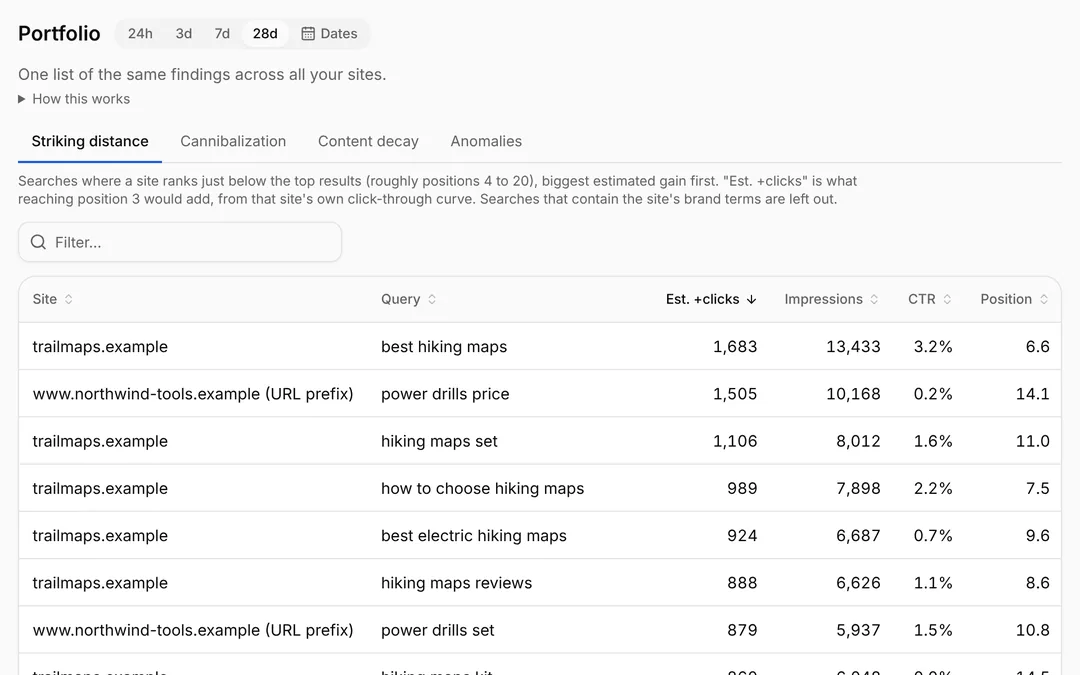 Portfolio 24h 3d 7d 28d Dates
One list of the same findings across all your sites.
How this works
Striking distance Cannibalization Content decay Anomalies
Searches where a site ranks just below the top results (roughly positions 4 to 20), biggest estimated gain first. "Est. +clicks" is what
reaching position 3 would add, from that site's own click-through curve. Searches that contain the site's brand terms are left out.
Filter...
Site Query Est. +clicks Impressions CTR Position
trailmaps.example best hiking maps 1,683 13,433 3.2% 6.6
www.northwind-tools.example (URL prefix) power drills price 1,505 10,168 0.2% 14.1
trailmaps.example hiking maps set 1,106 8,012 1.6% 11.0
trailmaps.example how to choose hiking maps 989 7,898 2.2% 7.5
trailmaps.example best electric hiking maps 924 6,687 0.7% 9.6
trailmaps.example hiking maps reviews 888 6,626 1.1% 8.6
www.northwind-tools.example (URL prefix) power drills set 879 5,937 1.5% 10.8
trailmaps.example hiking maps kit